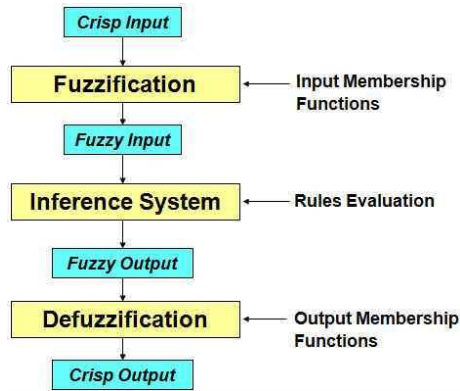 Crisp Input
Fuzzification
Input Membership
Functions
Fuzzy Input
Inference System
Rules Evaluation
Fuzzy Output
Defuzzification
Output Membership
Functions
Crisp Output